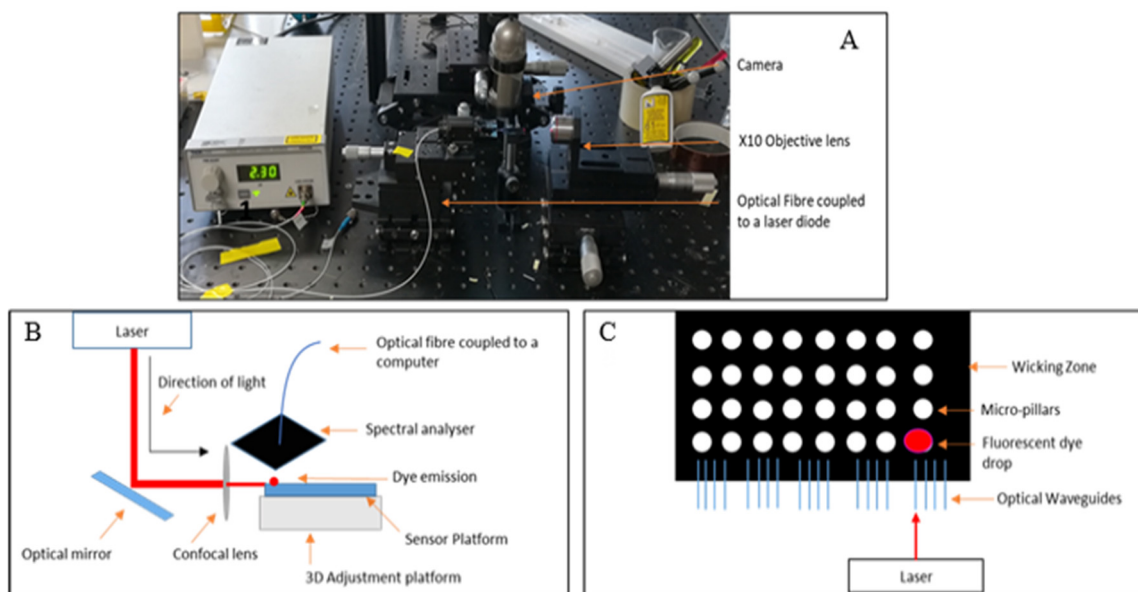 A
Camera
X10 Objective lens
Optical Fibre coupled
to a laser diode
2.30
1
B
Laser
Optical fibre coupled to a
computer
Direction of light
Spectral analyser
Dye emission
Sensor Platform
Optical mirror
Confocal lens
3D Adjustment platform
C
Wicking Zone
Micro-pillars
Fluorescent dye
drop
Optical Waveguides
Laser